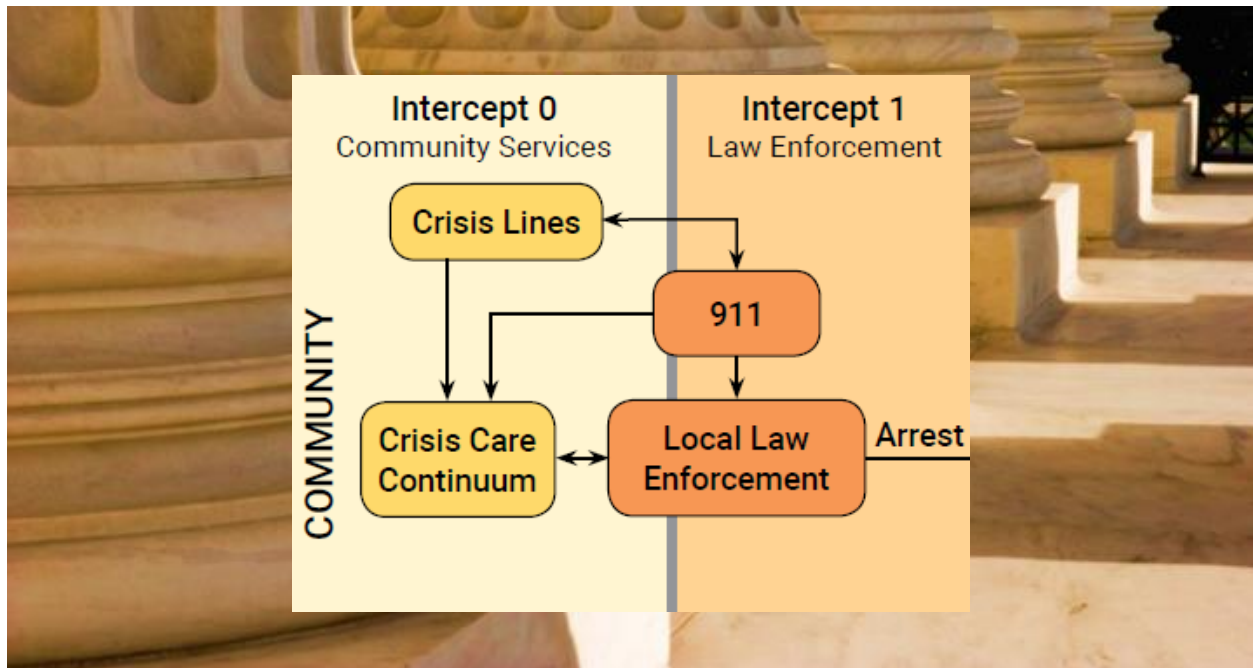 Intercept 0
Community Services
Intercept 1
Law Enforcement
Crisis Lines
911
COMMUNITY
Crisis Care
Continuum
Local Law
Enforcement
Arrest